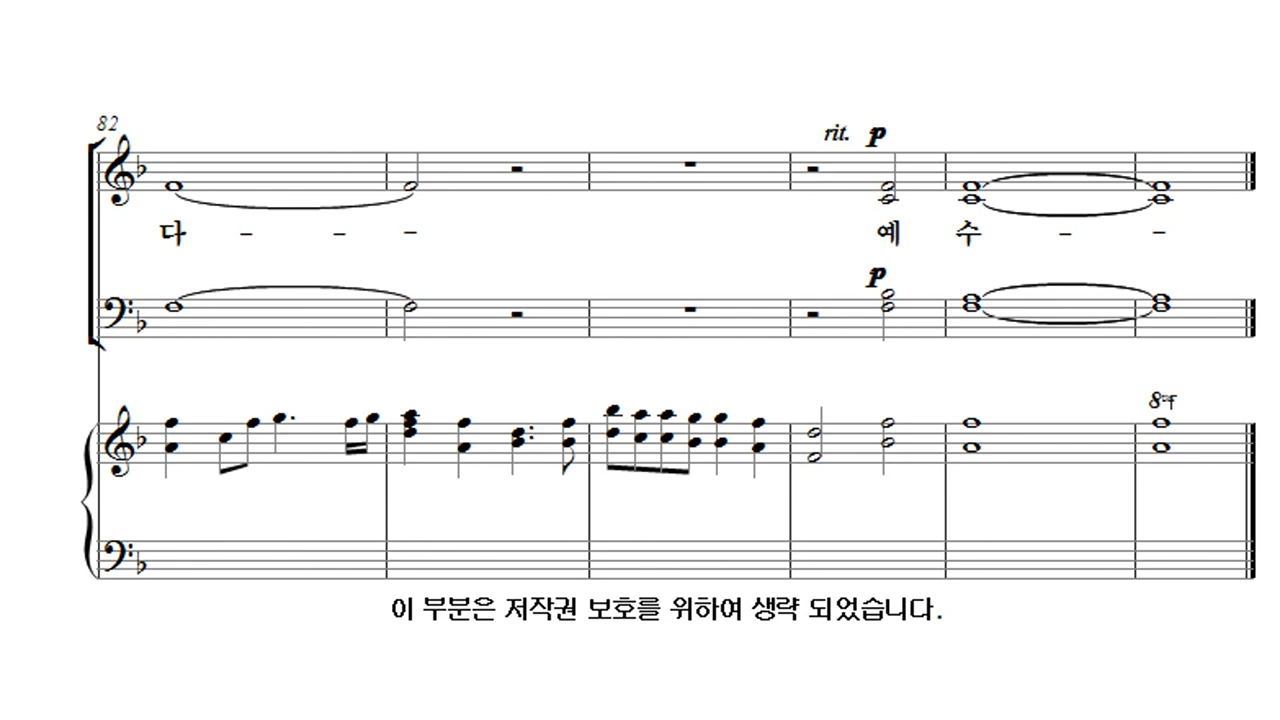 82
rit. p
다 - - - 예 수 - -
p
8va
이 부분은 저작권 보호를 위하여 생략 되었습니다.